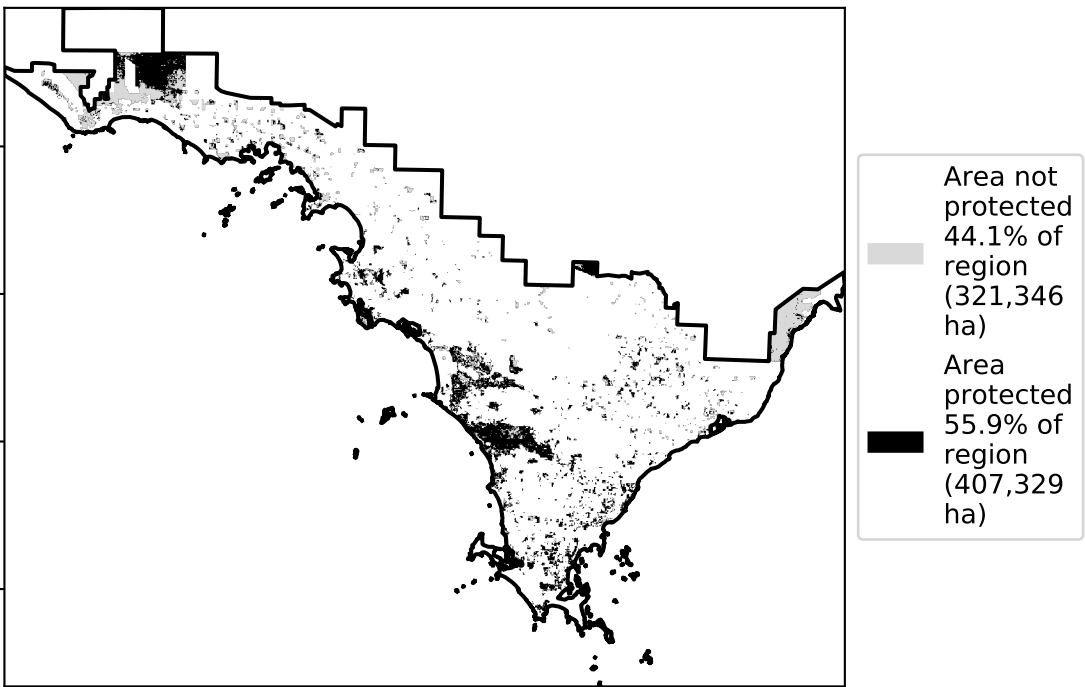 Area not
protected
44.1% of
region
(321,346
ha)
Area
protected
55.9% of
region
(407,329
ha)